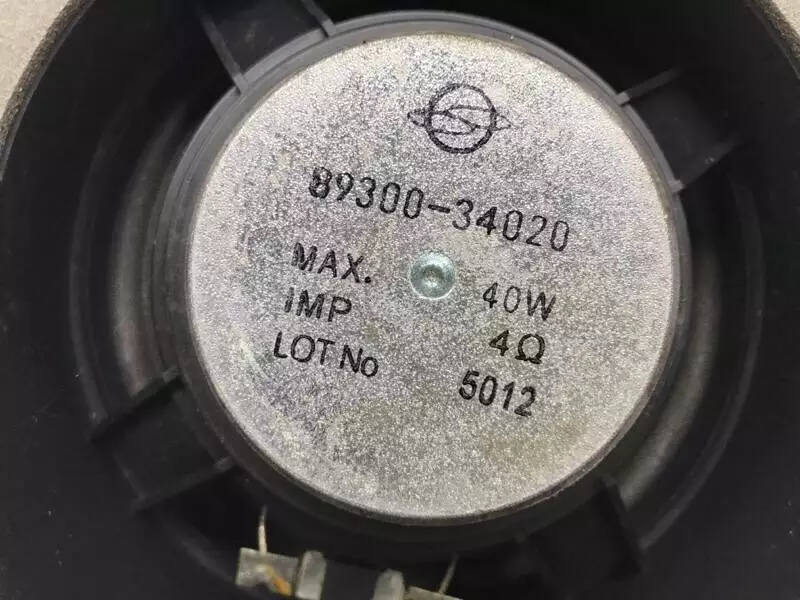 89300-34020
MAX. 40W
IMP 4Ω
LOT No 5012